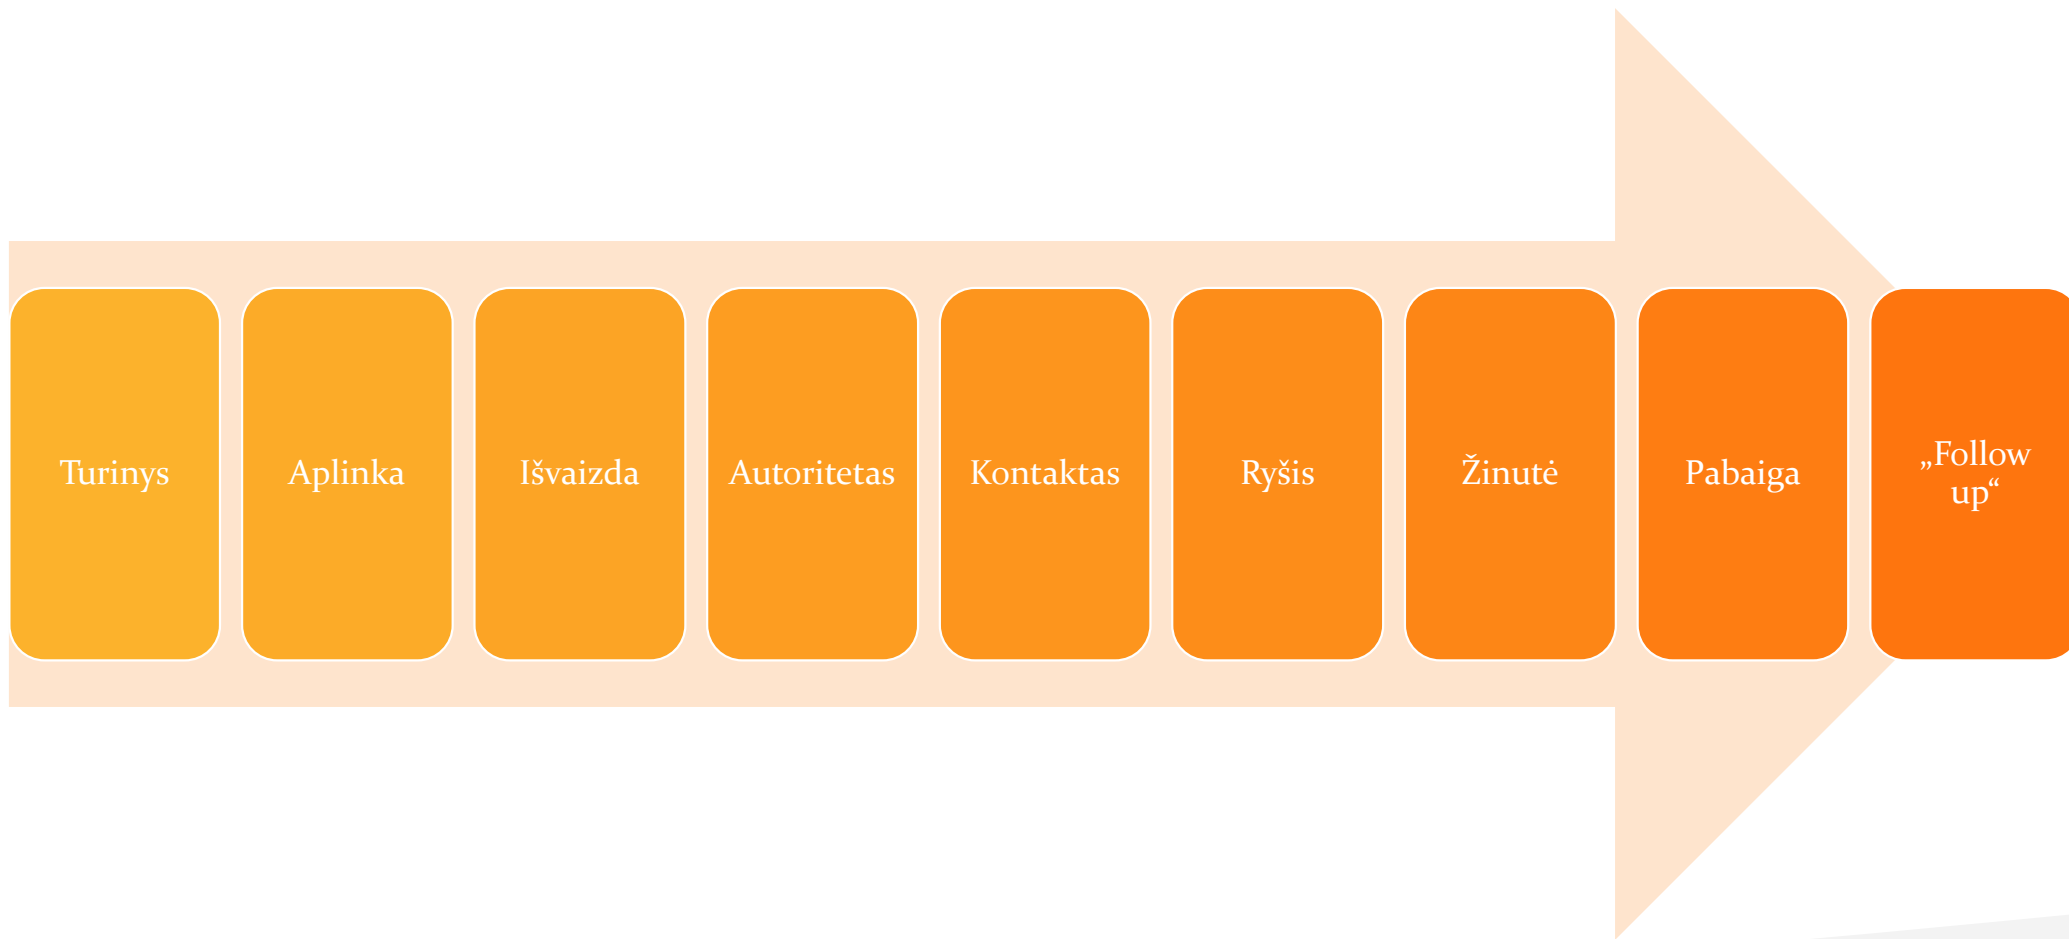 Turinys
Aplinka
Išvaizda
Autoritetas
Kontaktas
Ryšis
Žinutė
Pabaiga
„Follow
up“